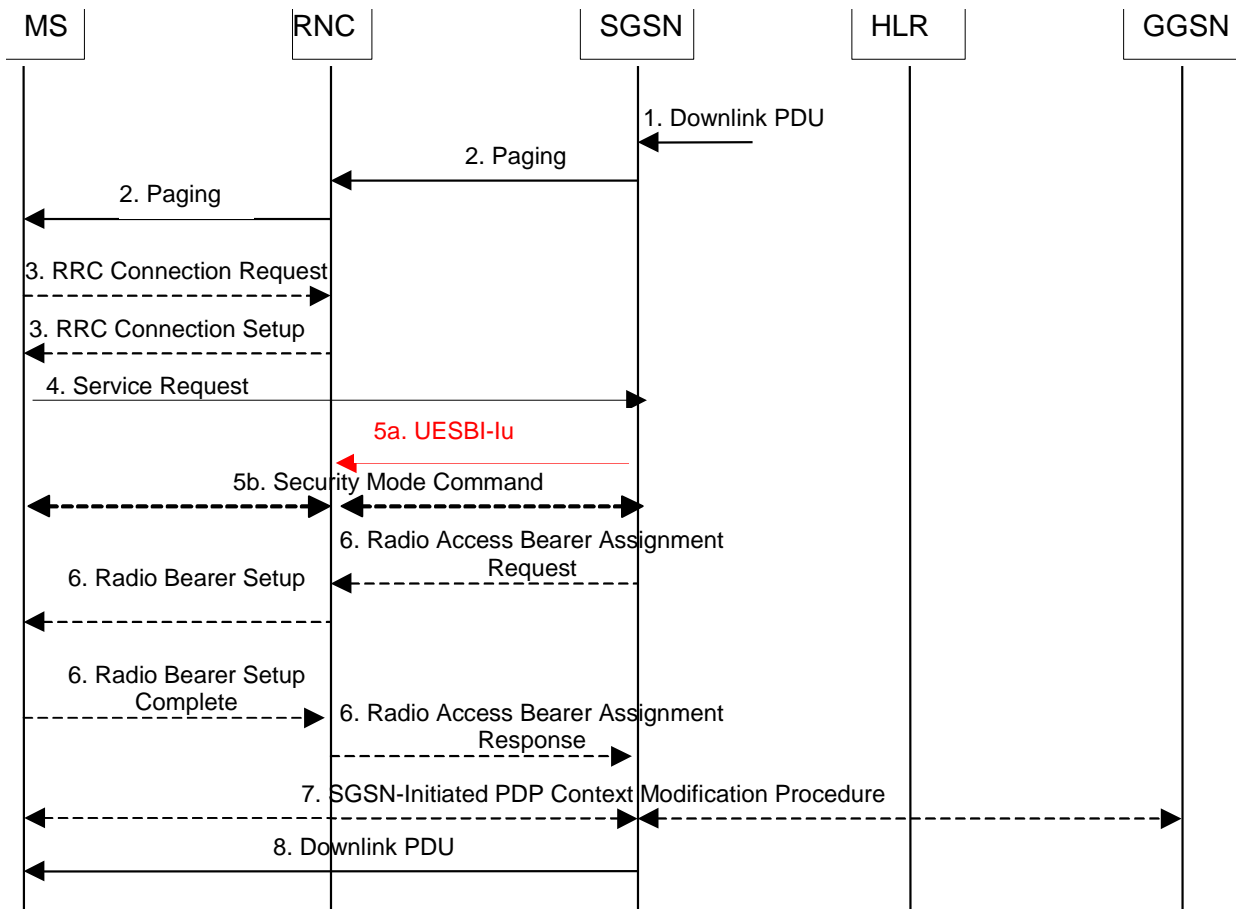 MS
RNC
SGSN
HLR
GGSN
1. Downlink PDU
2. Paging
2. Paging
3. RRC Connection Request
3. RRC Connection Setup
4. Service Request
5a. UESBI-Iu
5b. Security Mode Command
6. Radio Access Bearer Assignment
Request
6. Radio Bearer Setup
6. Radio Bearer Setup
Complete
6. Radio Access Bearer Assignment
Response
7. SGSN-Initiated PDP Context Modification Procedure
8. Downlink PDU